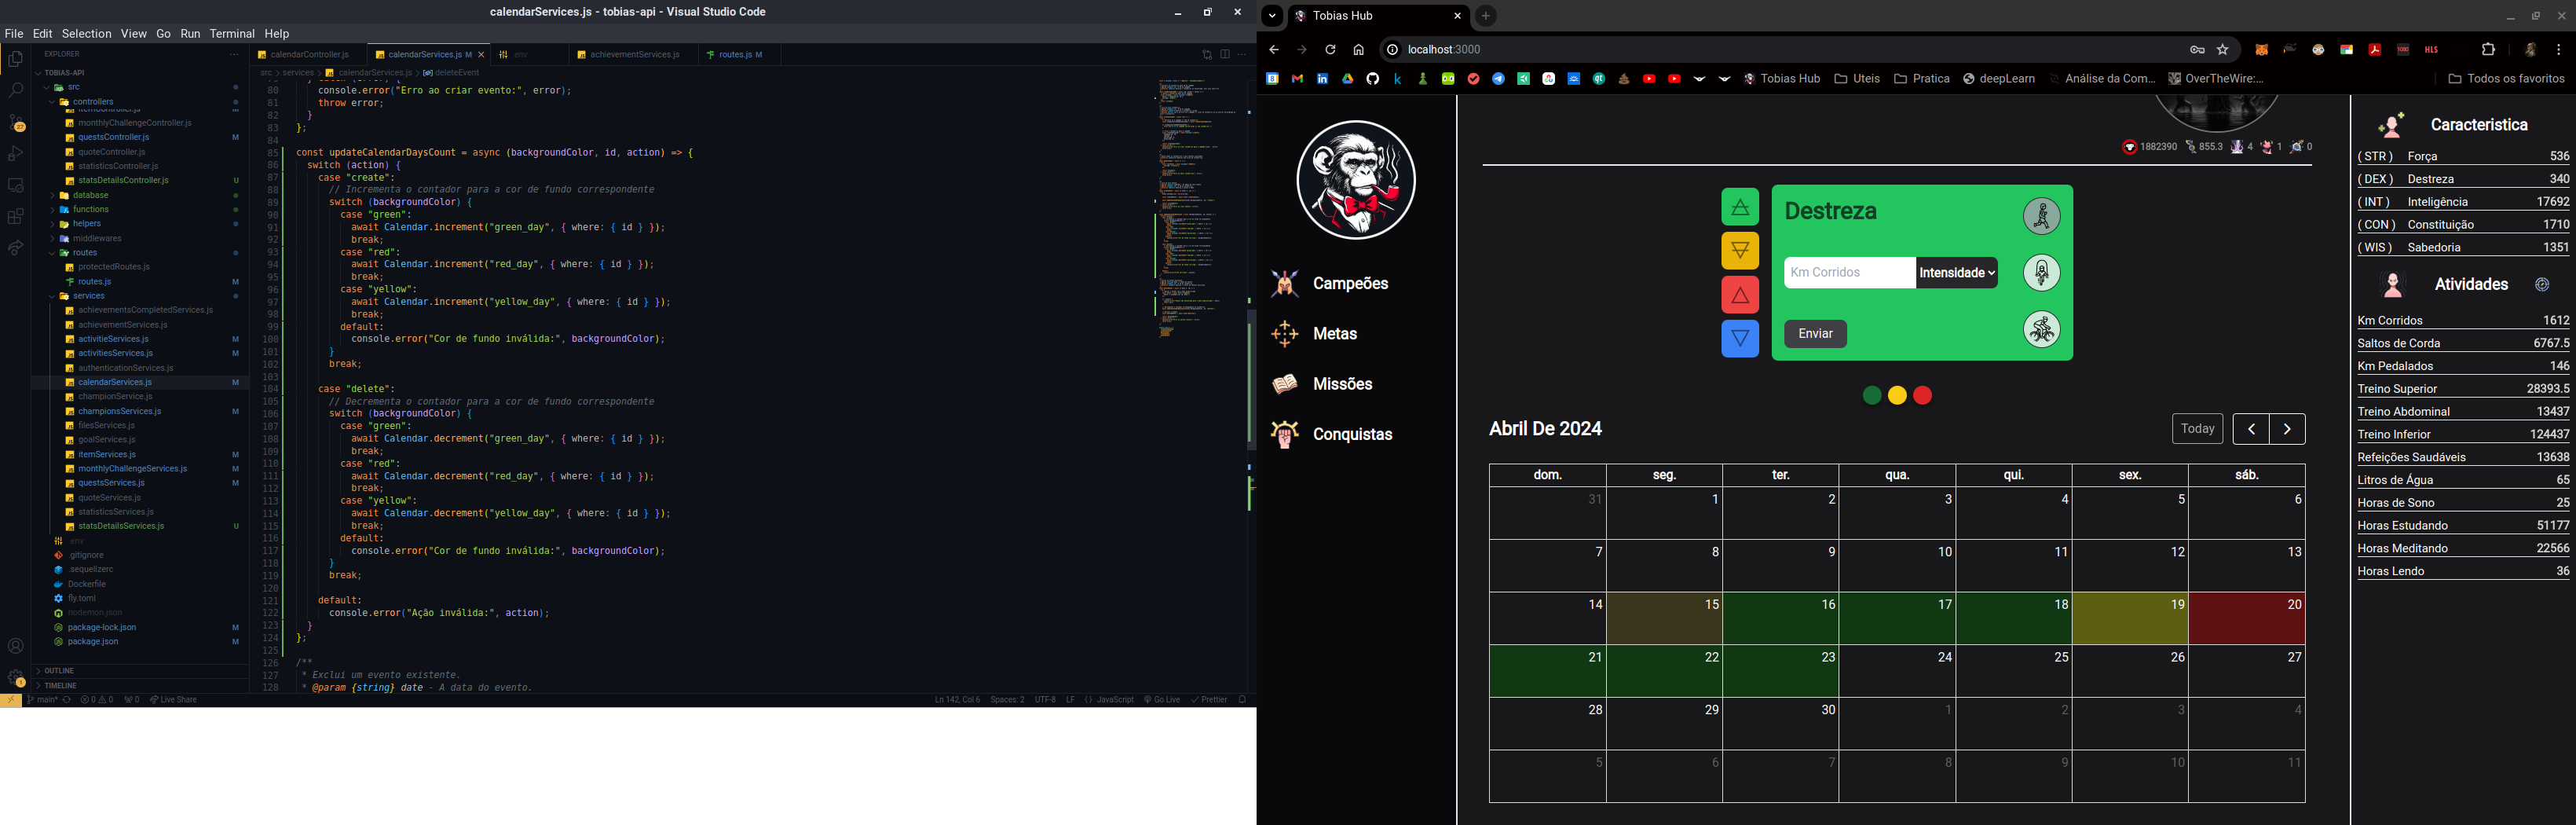 calendarServices.js - tobias-api - Visual Studio Code
File Edit Selection View Go Run Terminal Help
EXPLORER
TOBIAS-API
src
controllers
itemController.js M
monthlyChallengeController.js
questsController.js M
quoteController.js
statisticsController.js
statsDetailsController.js U
database
functions
helpers
middlewares
routes
protectedRoutes.js
routes.js M
services
achievementsCompletedServices.js
achievementServices.js
activitieServices.js M
activitiesServices.js M
authenticationServices.js
calendarServices.js M
championService.js
championsServices.js M
filesServices.js
goalServices.js
itemServices.js M
monthlyChallengeServices.js M
questsServices.js M
quoteServices.js
statisticsServices.js
statsDetailsServices.js U
.env
.gitignore
.sequelizerc
Dockerfile
fly.toml
nodemon.json
package-lock.json M
package.json M
OUTLINE
TIMELINE
calendarController.js calendarServices.js M .env achievementServices.js routes.js M
src > services > calendarServices.js > deleteEvent
80 console.error("Erro ao criar evento:", error);
81 throw error;
82 }
83 };
84
85 const updateCalendarDaysCount = async (backgroundColor, id, action) => {
86 switch (action) {
87 case "create":
88 // Incrementa o contador para a cor de fundo correspondente
89 switch (backgroundColor) {
90 case "green":
91 await Calendar.increment("green_day", { where: { id } });
92 break;
93 case "red":
94 await Calendar.increment("red_day", { where: { id } });
95 break;
96 case "yellow":
97 await Calendar.increment("yellow_day", { where: { id } });
98 break;
99 default:
100 console.error("Cor de fundo inválida:", backgroundColor);
101 }
102 break;
103
104 case "delete":
105 // Decrementa o contador para a cor de fundo correspondente
106 switch (backgroundColor) {
107 case "green":
108 await Calendar.decrement("green_day", { where: { id } });
109 break;
110 case "red":
111 await Calendar.decrement("red_day", { where: { id } });
112 break;
113 case "yellow":
114 await Calendar.decrement("yellow_day", { where: { id } });
115 break;
116 default:
117 console.error("Cor de fundo inválida:", backgroundColor);
118 }
119 break;
120
121 default:
122 console.error("Ação inválida:", action);
123 }
124 };
125
126 /**
127 * Exclui um evento existente.
128 * @param {string} date - A data do evento.
main* 0 0 0 Live Share Ln 142, Col 6 Spaces: 2 UTF-8 LF JavaScript Go Live Prettier
Tobias Hub
localhost:3000
Tobias Hub Uteis Pratica deepLearn Análise da Com... OverTheWire:... Todos os favoritos
Campeões
Metas
Missões
Conquistas
1882390 855.3 4 1 0
Destreza
Km Corridos Intensidade
Enviar
Abril De 2024 Today
dom. seg. ter. qua. qui. sex. sáb.
31 1 2 3 4 5 6
7 8 9 10 11 12 13
14 15 16 17 18 19 20
21 22 23 24 25 26 27
28 29 30 1 2 3 4
5 6 7 8 9 10 11
Caracteristica
( STR ) Força 536
( DEX ) Destreza 340
( INT ) Inteligência 17692
( CON ) Constituição 1710
( WIS ) Sabedoria 1351
Atividades
Km Corridos 1612
Saltos de Corda 6767.5
Km Pedalados 146
Treino Superior 28393.5
Treino Abdominal 13437
Treino Inferior 124437
Refeições Saudáveis 13638
Litros de Água 65
Horas de Sono 25
Horas Estudando 51177
Horas Meditando 22566
Horas Lendo 36